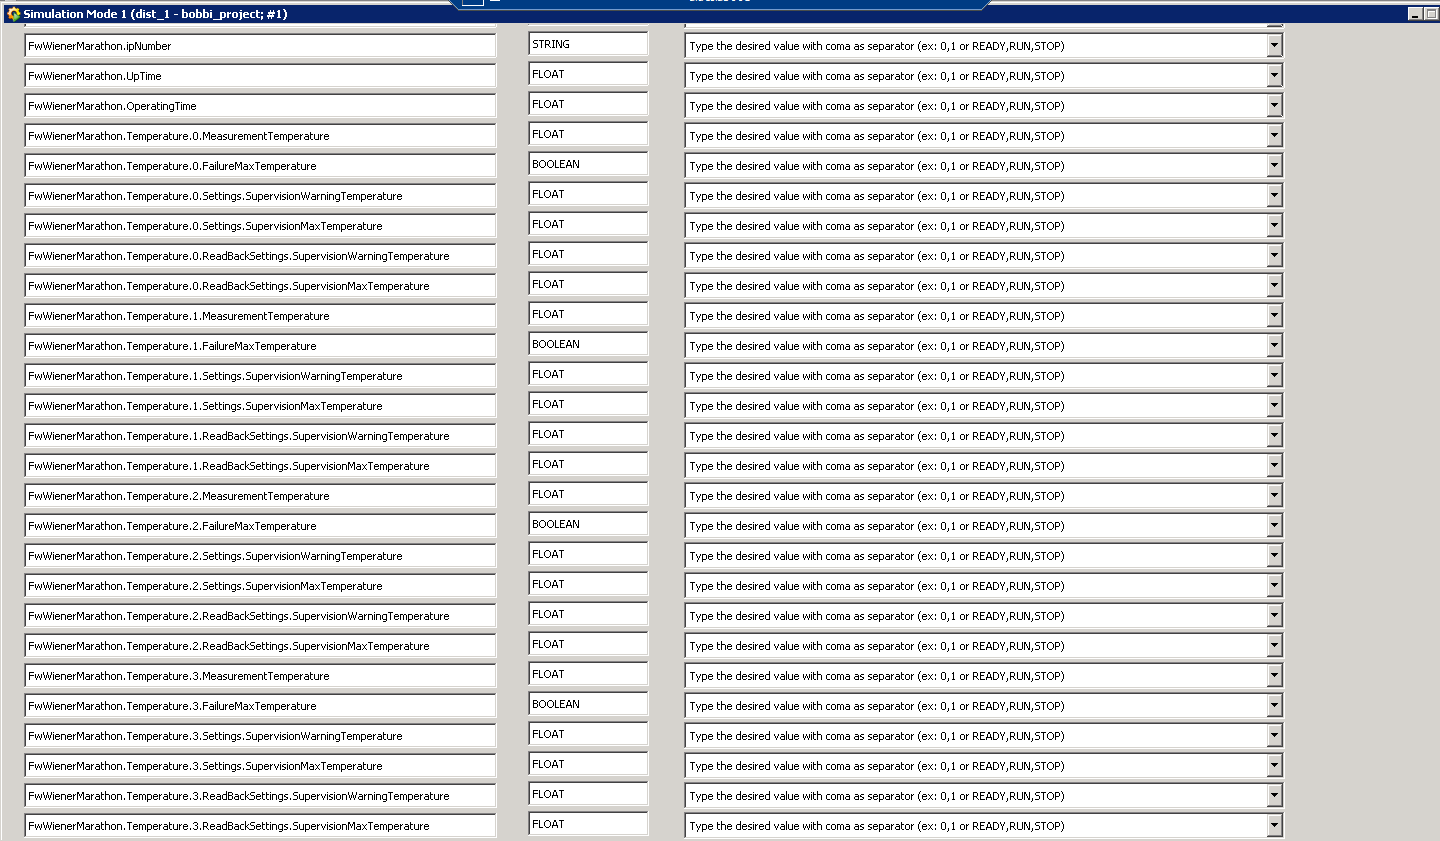 Simulation Mode 1 (dist_1 - bobbi_project; #1)
FwWienerMarathon.ipNumber STRING Type the desired value with coma as separator (ex: 0,1 or READY,RUN,STOP)
FwWienerMarathon.UpTime FLOAT Type the desired value with coma as separator (ex: 0,1 or READY,RUN,STOP)
FwWienerMarathon.OperatingTime FLOAT Type the desired value with coma as separator (ex: 0,1 or READY,RUN,STOP)
FwWienerMarathon.Temperature.0.MeasurementTemperature FLOAT Type the desired value with coma as separator (ex: 0,1 or READY,RUN,STOP)
FwWienerMarathon.Temperature.0.FailureMaxTemperature BOOLEAN Type the desired value with coma as separator (ex: 0,1 or READY,RUN,STOP)
FwWienerMarathon.Temperature.0.Settings.SupervisionWarningTemperature FLOAT Type the desired value with coma as separator (ex: 0,1 or READY,RUN,STOP)
FwWienerMarathon.Temperature.0.Settings.SupervisionMaxTemperature FLOAT Type the desired value with coma as separator (ex: 0,1 or READY,RUN,STOP)
FwWienerMarathon.Temperature.0.ReadBackSettings.SupervisionWarningTemperature FLOAT Type the desired value with coma as separator (ex: 0,1 or READY,RUN,STOP)
FwWienerMarathon.Temperature.0.ReadBackSettings.SupervisionMaxTemperature FLOAT Type the desired value with coma as separator (ex: 0,1 or READY,RUN,STOP)
FwWienerMarathon.Temperature.1.MeasurementTemperature FLOAT Type the desired value with coma as separator (ex: 0,1 or READY,RUN,STOP)
FwWienerMarathon.Temperature.1.FailureMaxTemperature BOOLEAN Type the desired value with coma as separator (ex: 0,1 or READY,RUN,STOP)
FwWienerMarathon.Temperature.1.Settings.SupervisionWarningTemperature FLOAT Type the desired value with coma as separator (ex: 0,1 or READY,RUN,STOP)
FwWienerMarathon.Temperature.1.Settings.SupervisionMaxTemperature FLOAT Type the desired value with coma as separator (ex: 0,1 or READY,RUN,STOP)
FwWienerMarathon.Temperature.1.ReadBackSettings.SupervisionWarningTemperature FLOAT Type the desired value with coma as separator (ex: 0,1 or READY,RUN,STOP)
FwWienerMarathon.Temperature.1.ReadBackSettings.SupervisionMaxTemperature FLOAT Type the desired value with coma as separator (ex: 0,1 or READY,RUN,STOP)
FwWienerMarathon.Temperature.2.MeasurementTemperature FLOAT Type the desired value with coma as separator (ex: 0,1 or READY,RUN,STOP)
FwWienerMarathon.Temperature.2.FailureMaxTemperature BOOLEAN Type the desired value with coma as separator (ex: 0,1 or READY,RUN,STOP)
FwWienerMarathon.Temperature.2.Settings.SupervisionWarningTemperature FLOAT Type the desired value with coma as separator (ex: 0,1 or READY,RUN,STOP)
FwWienerMarathon.Temperature.2.Settings.SupervisionMaxTemperature FLOAT Type the desired value with coma as separator (ex: 0,1 or READY,RUN,STOP)
FwWienerMarathon.Temperature.2.ReadBackSettings.SupervisionWarningTemperature FLOAT Type the desired value with coma as separator (ex: 0,1 or READY,RUN,STOP)
FwWienerMarathon.Temperature.2.ReadBackSettings.SupervisionMaxTemperature FLOAT Type the desired value with coma as separator (ex: 0,1 or READY,RUN,STOP)
FwWienerMarathon.Temperature.3.MeasurementTemperature FLOAT Type the desired value with coma as separator (ex: 0,1 or READY,RUN,STOP)
FwWienerMarathon.Temperature.3.FailureMaxTemperature BOOLEAN Type the desired value with coma as separator (ex: 0,1 or READY,RUN,STOP)
FwWienerMarathon.Temperature.3.Settings.SupervisionWarningTemperature FLOAT Type the desired value with coma as separator (ex: 0,1 or READY,RUN,STOP)
FwWienerMarathon.Temperature.3.Settings.SupervisionMaxTemperature FLOAT Type the desired value with coma as separator (ex: 0,1 or READY,RUN,STOP)
FwWienerMarathon.Temperature.3.ReadBackSettings.SupervisionWarningTemperature FLOAT Type the desired value with coma as separator (ex: 0,1 or READY,RUN,STOP)
FwWienerMarathon.Temperature.3.ReadBackSettings.SupervisionMaxTemperature FLOAT Type the desired value with coma as separator (ex: 0,1 or READY,RUN,STOP)